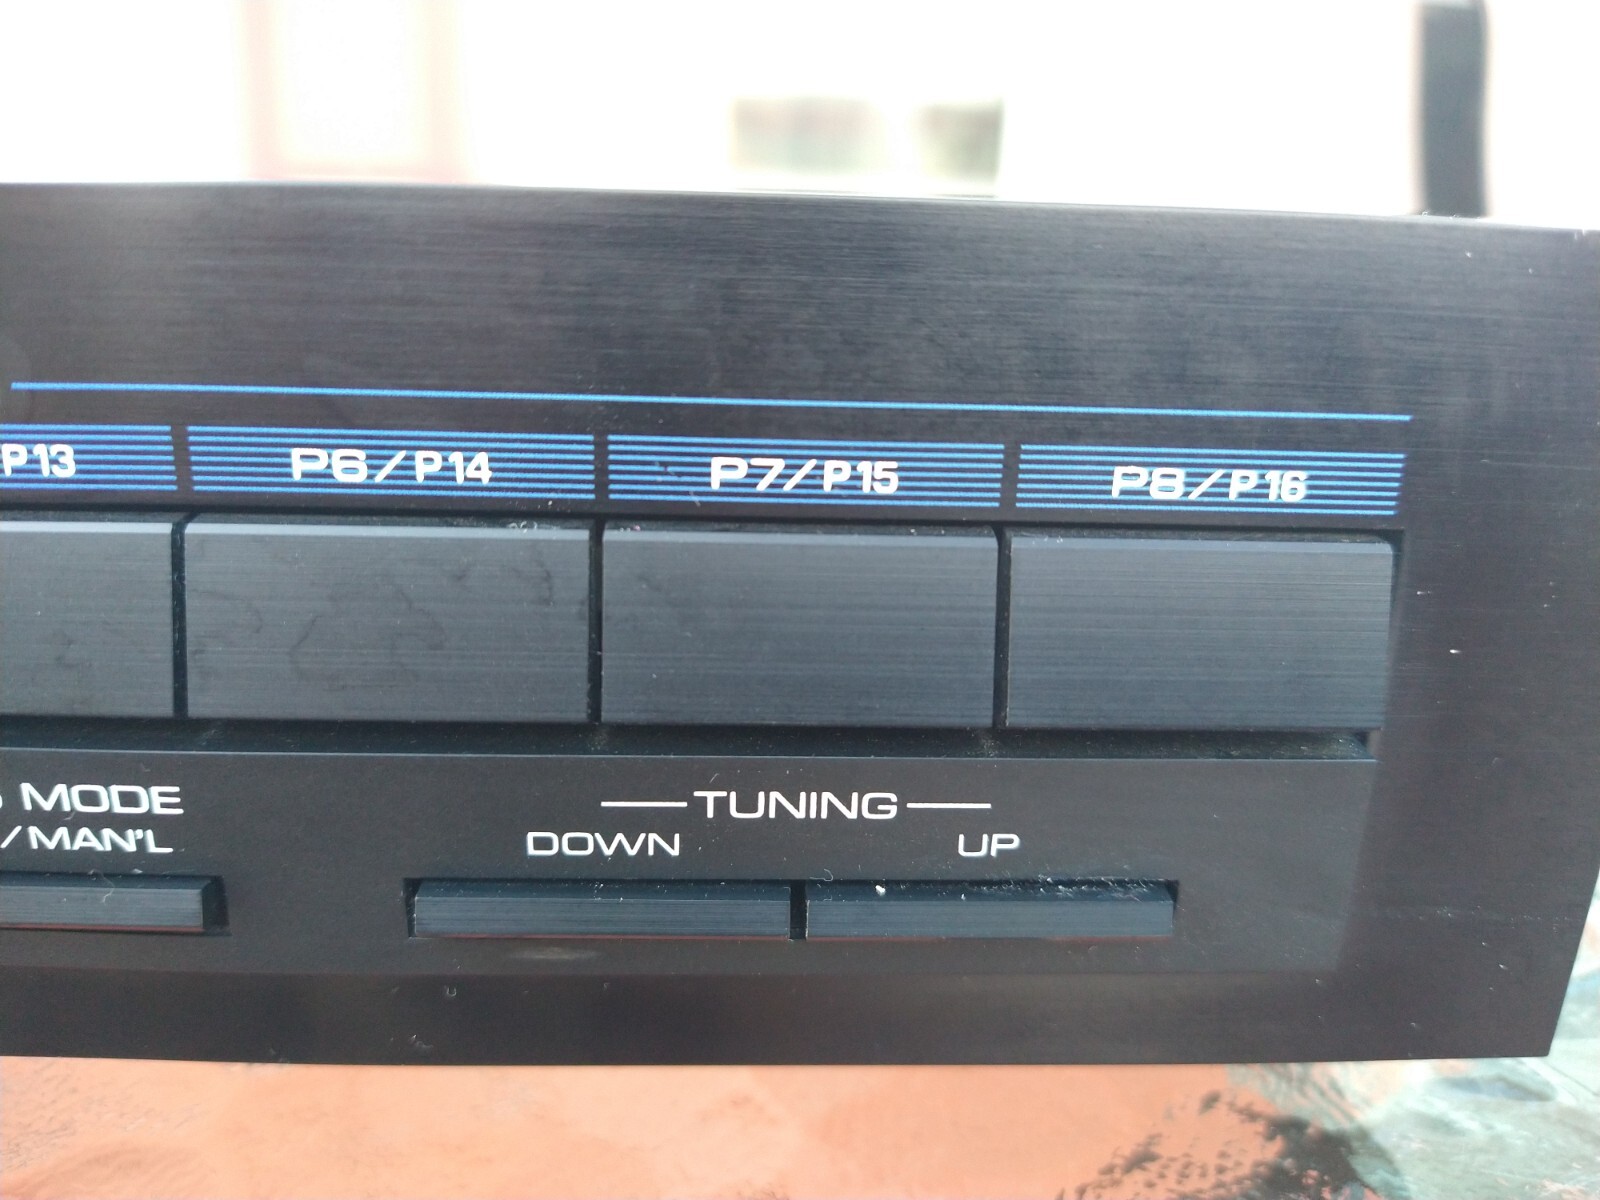 P13 P6/P14 P7/P15 P8/P16
MODE TUNING
/MAN'L DOWN UP